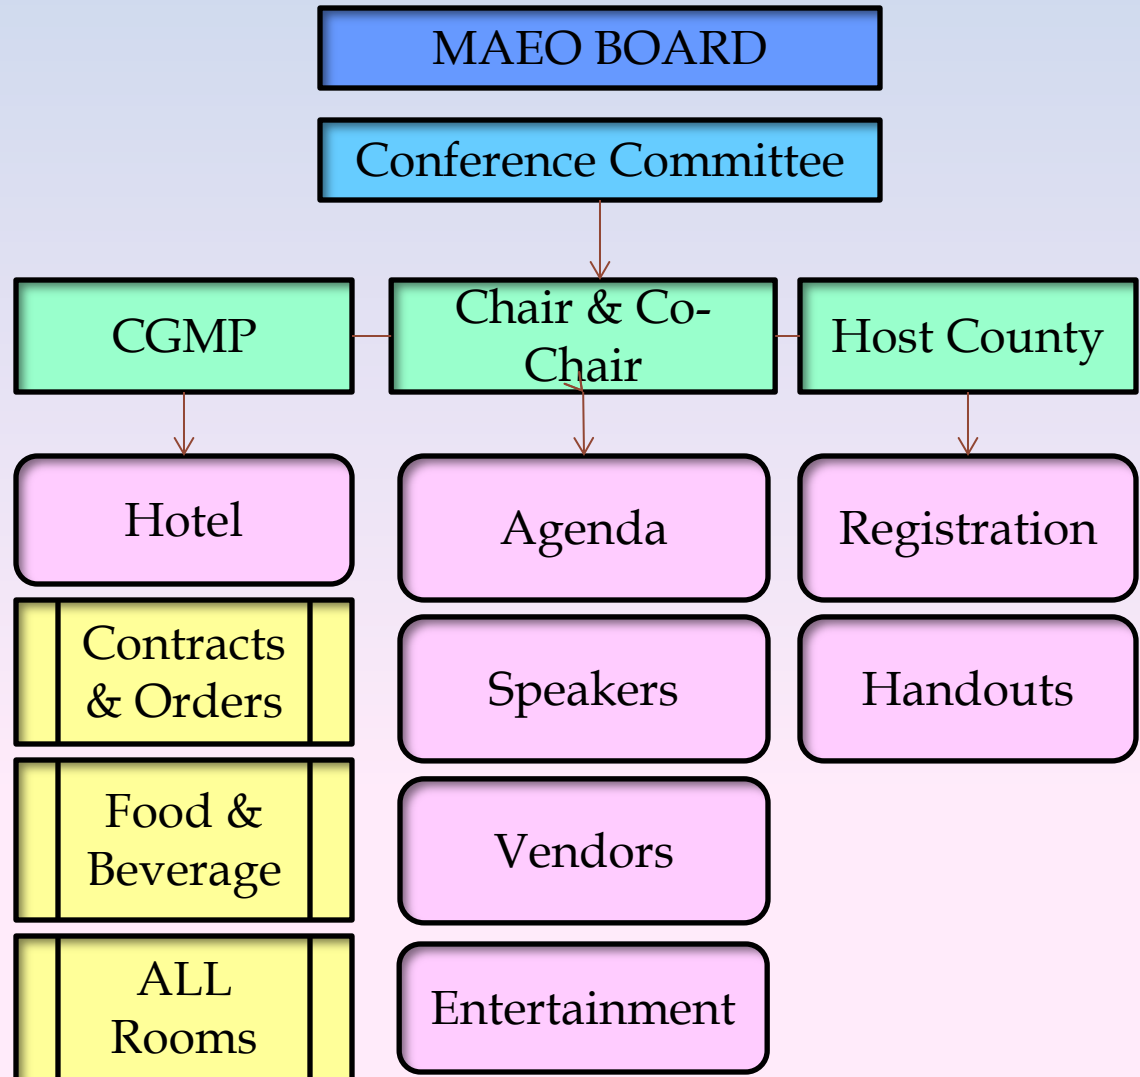 MAEO BOARD
Conference Committee
CGMP
Chair & Co-
Chair
Host County
Hotel
Contracts
& Orders
Food &
Beverage
ALL
Rooms
Agenda
Speakers
Vendors
Entertainment
Registration
Handouts